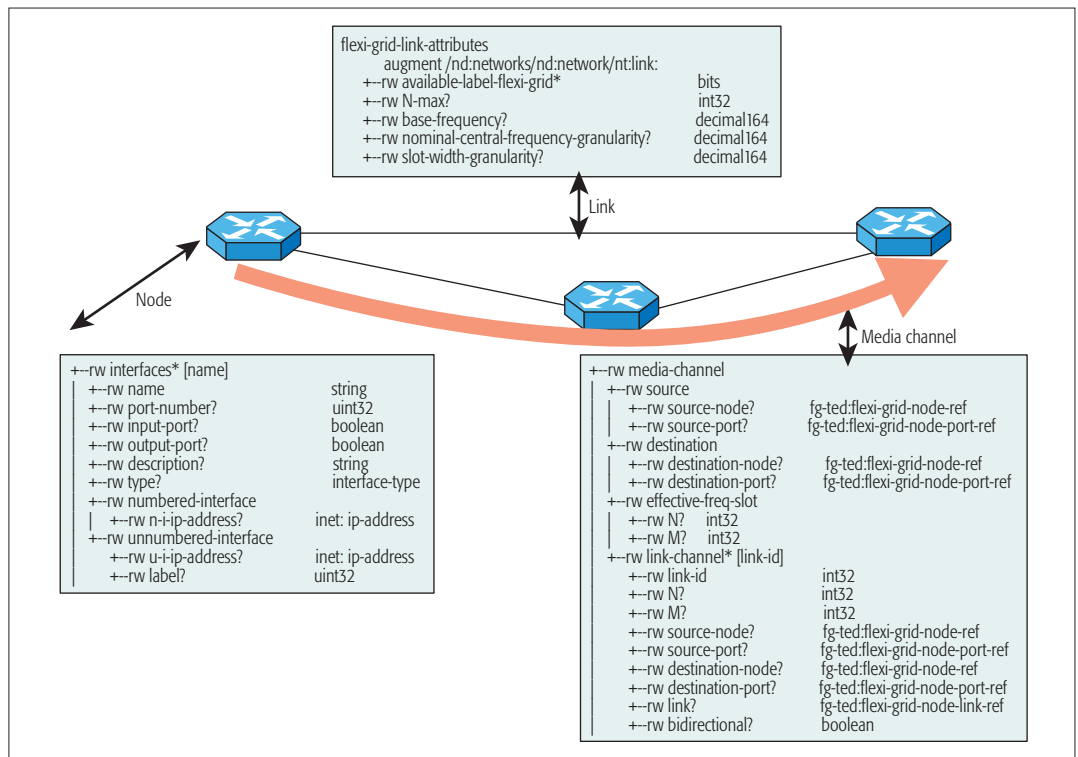 flexi-grid-link-attributes
augment /nd:networks/nd:network/nt:link:
+--rw available-label-flexi-grid* bits
+--rw N-max? int32
+--rw base-frequency? decimal164
+--rw nominal-central-frequency-granularity? decimal164
+--rw slot-width-granularity? decimal164
Link
Node
Media channel
+--rw interfaces* [name]
| +--rw name string
| +--rw port-number? uint32
| +--rw input-port? boolean
| +--rw output-port? boolean
| +--rw description? string
| +--rw type? interface-type
| +--rw numbered-interface
| | +--rw n-i-ip-address? inet: ip-address
| +--rw unnumbered-interface
| +--rw u-i-ip-address? inet: ip-address
| +--rw label? uint32
+--rw media-channel
| +--rw source
| | +--rw source-node? fg-ted:flexi-grid-node-ref
| | +--rw source-port? fg-ted:flexi-grid-node-port-ref
| +--rw destination
| | +--rw destination-node? fg-ted:flexi-grid-node-ref
| | +--rw destination-port? fg-ted:flexi-grid-node-port-ref
| +--rw effective-freq-slot
| | +--rw N? int32
| | +--rw M? int32
| +--rw link-channel* [link-id]
| +--rw link-id int32
| +--rw N? int32
| +--rw M? int32
| +--rw source-node? fg-ted:flexi-grid-node-ref
| +--rw source-port? fg-ted:flexi-grid-node-port-ref
| +--rw destination-node? fg-ted:flexi-grid-node-ref
| +--rw destination-port? fg-ted:flexi-grid-node-port-ref
| +--rw link? fg-ted:flexi-grid-node-link-ref
| +--rw bidirectional? boolean